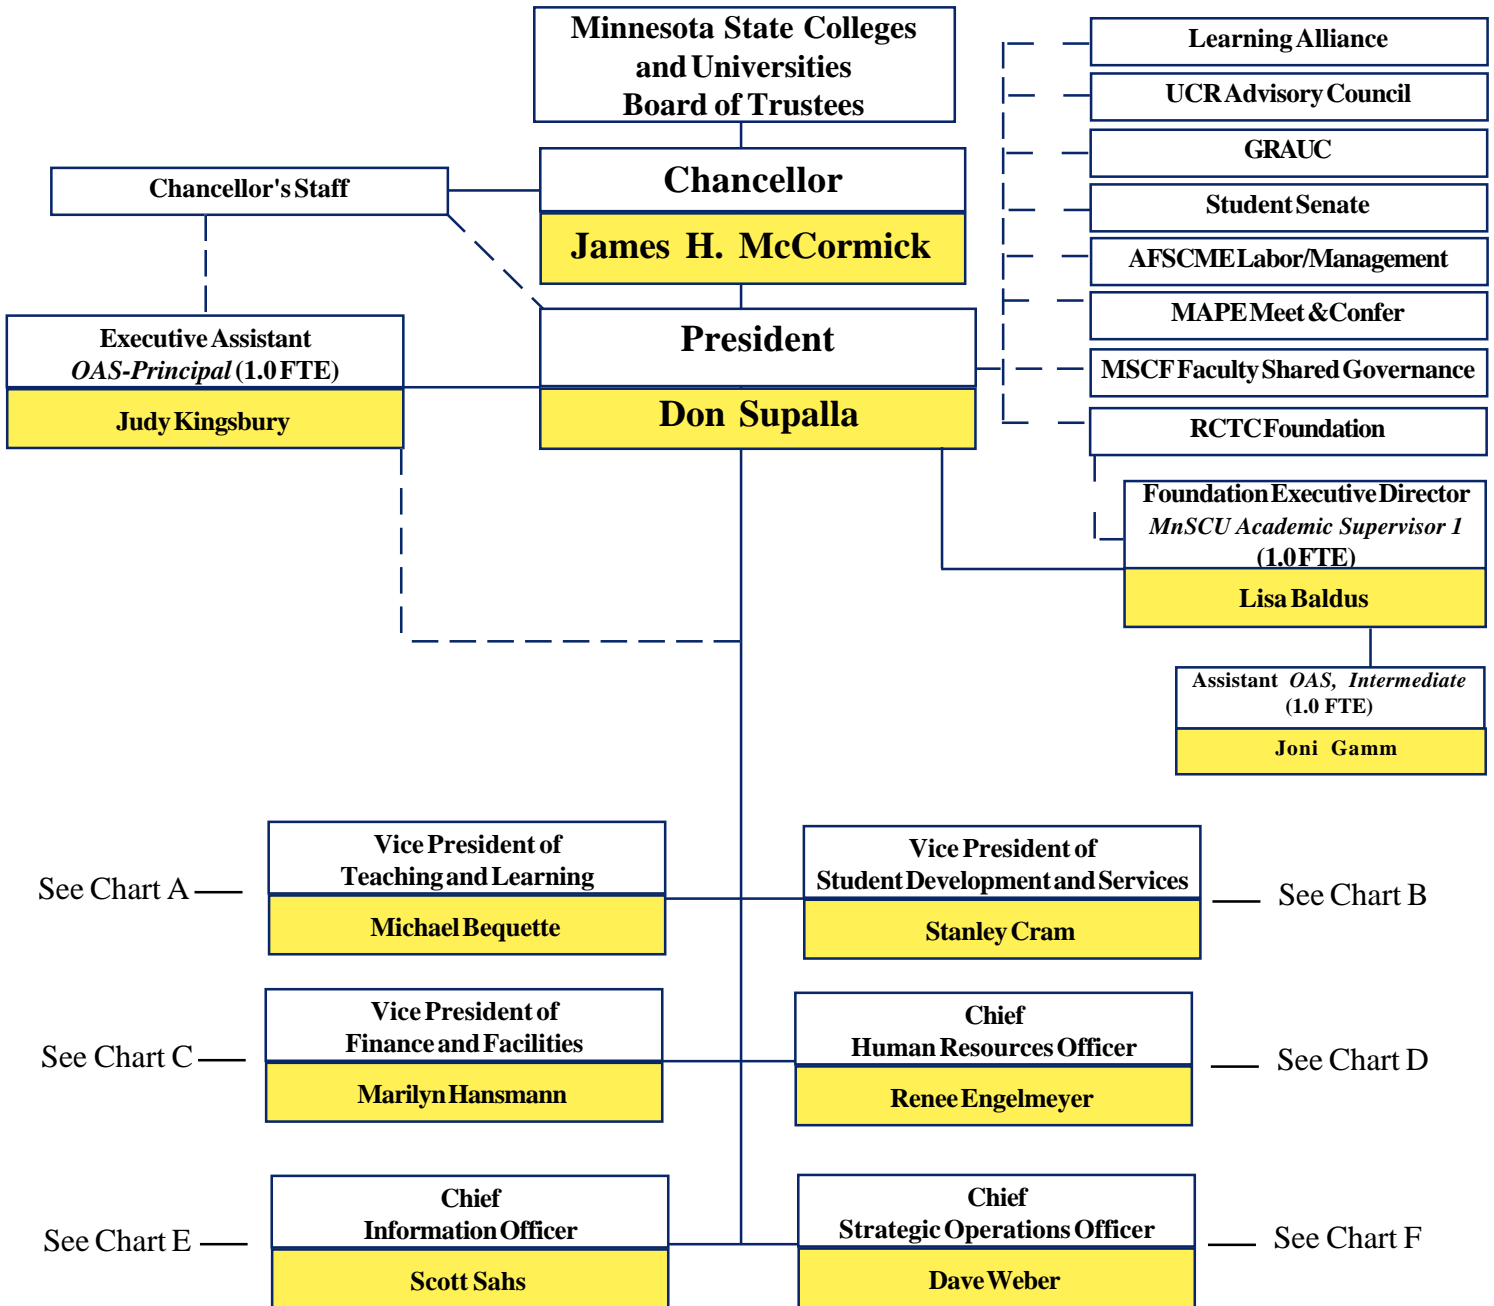 Minnesota State Colleges
and Universities
Board of Trustees
Chancellor
James H. McCormick
Chancellor's Staff
President
Don Supalla
Executive Assistant
OAS-Principal (1.0 FTE)
Judy Kingsbury
Learning Alliance
UCR Advisory Council
GRAUC
Student Senate
AFSCME Labor/Management
MAPE Meet & Confer
MSCF Faculty Shared Governance
RCTC Foundation
Foundation Executive Director
MnSCU Academic Supervisor 1
(1.0 FTE)
Lisa Baldus
Assistant OAS, Intermediate
(1.0 FTE)
Joni Gamm
See Chart A
Vice President of
Teaching and Learning
Michael Bequette
Vice President of
Student Development and Services
Stanley Cram
See Chart B
See Chart C
Vice President of
Finance and Facilities
Marilyn Hansmann
Chief
Human Resources Officer
Renee Engelmeyer
See Chart D
See Chart E
Chief
Information Officer
Scott Sahs
Chief
Strategic Operations Officer
Dave Weber
See Chart F